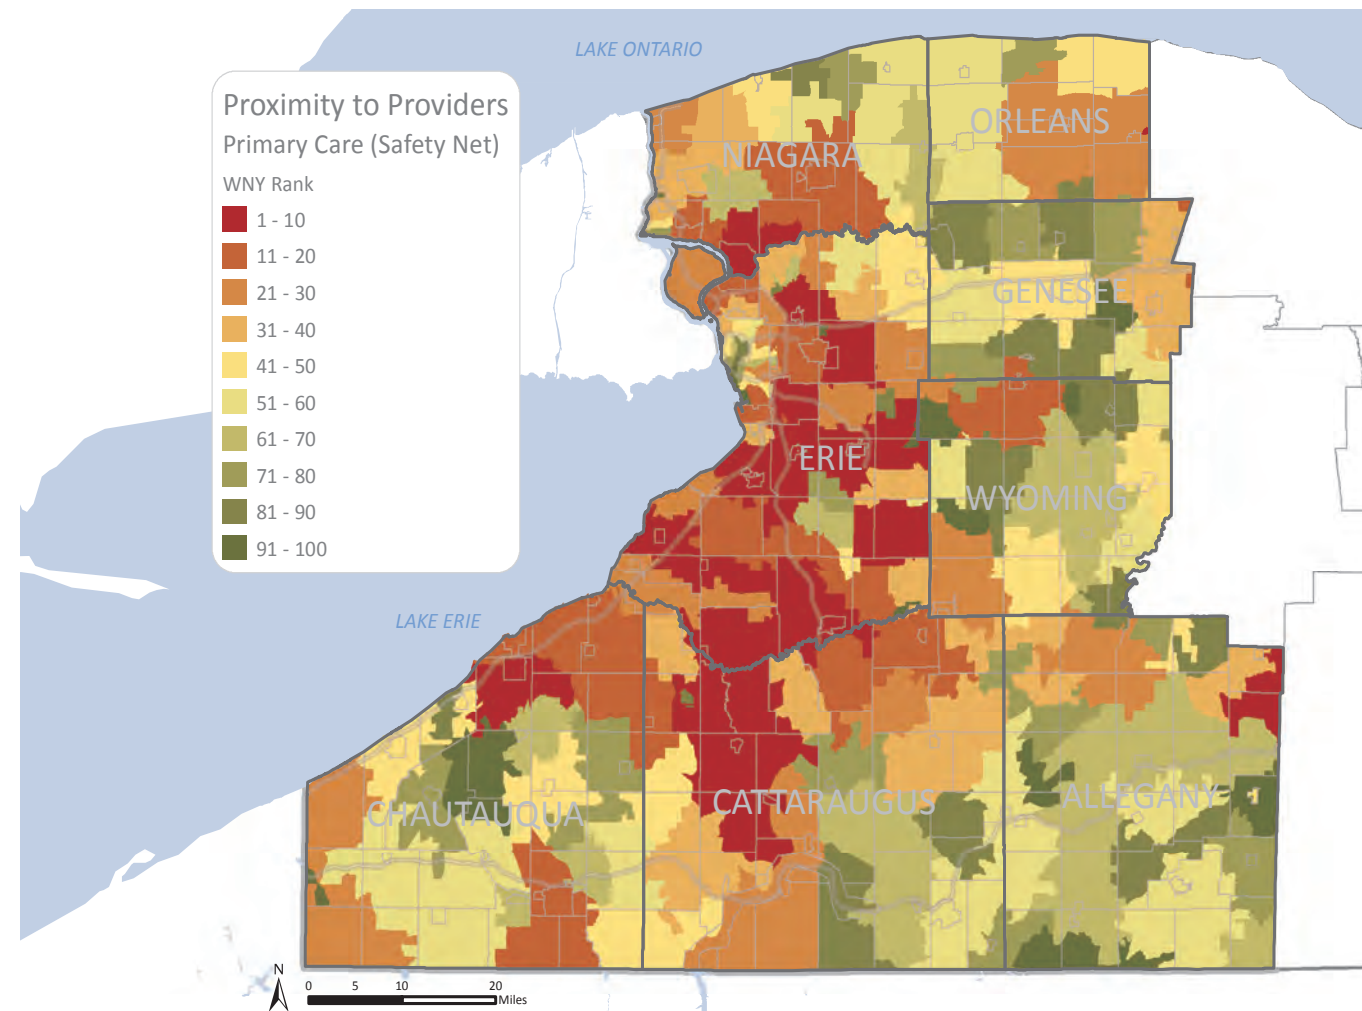 LAKE ONTARIO
Proximity to Providers
Primary Care (Safety Net)
WNY Rank
1 - 10
11 - 20
21 - 30
31 - 40
41 - 50
51 - 60
61 - 70
71 - 80
81 - 90
91 - 100
ORLEANS
NIAGARA
GENESEE
ERIE
WYOMING
LAKE ERIE
CHAUTAUQUA
CATTARAUGUS
ALLEGANY
N
0 5 10 20
Miles